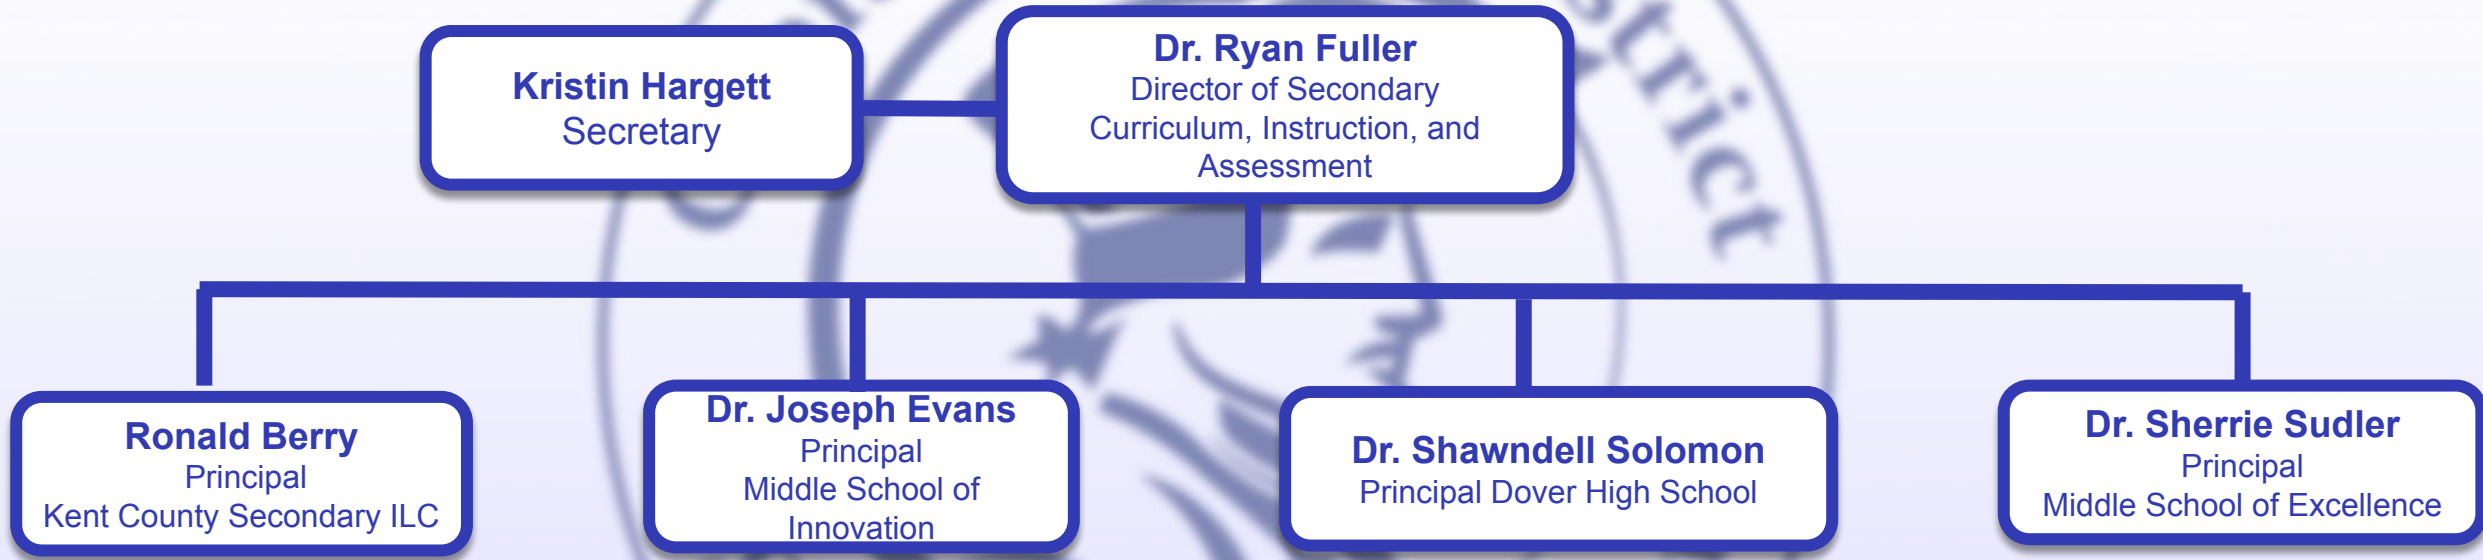 Kristin Hargett
Secretary
Dr. Ryan Fuller
Director of Secondary
Curriculum, Instruction, and
Assessment
Ronald Berry
Principal
Kent County Secondary ILC
Dr. Joseph Evans
Principal
Middle School of
Innovation
Dr. Shawndell Solomon
Principal Dover High School
Dr. Sherrie Sudler
Principal
Middle School of Excellence